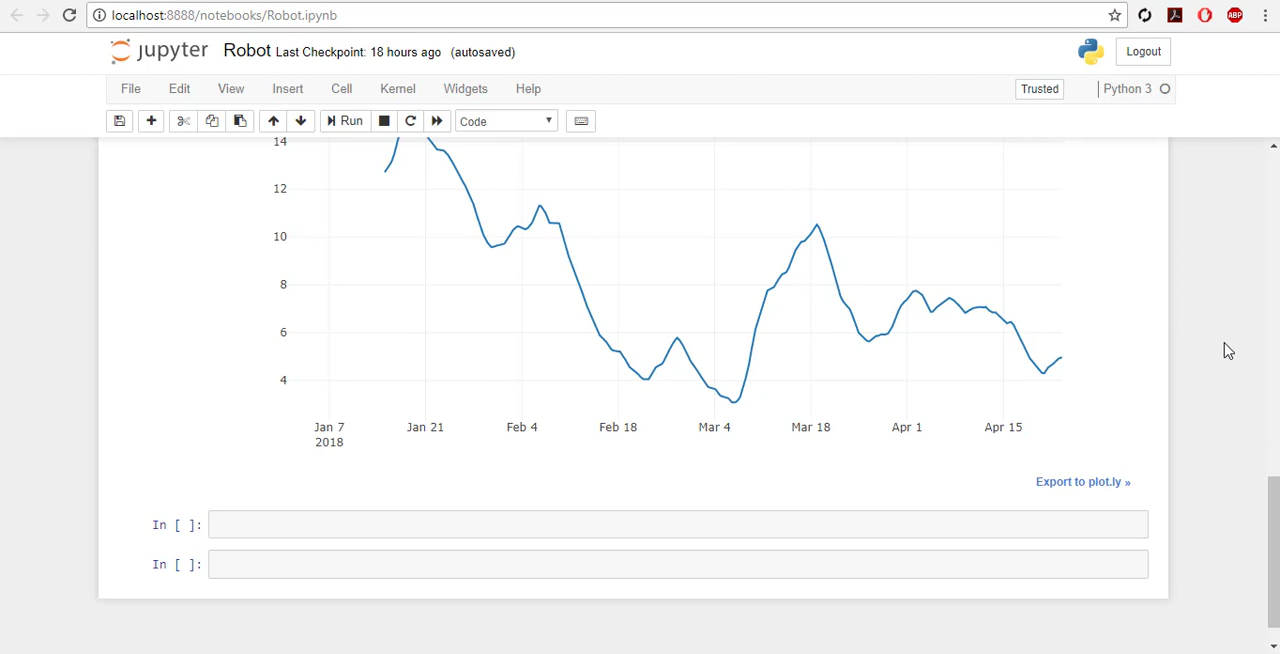 localhost:8888/notebooks/Robot.ipynb
ABP
jupyter Robot Last Checkpoint: 18 hours ago (autosaved)
Logout
File Edit View Insert Cell Kernel Widgets Help
Trusted
Python 3
Run
Code
14
12
10
8
6
4
Jan 7 Jan 21 Feb 4 Feb 18 Mar 4 Mar 18 Apr 1 Apr 15
2018
Export to plot.ly »
In [ ]:
In [ ]: